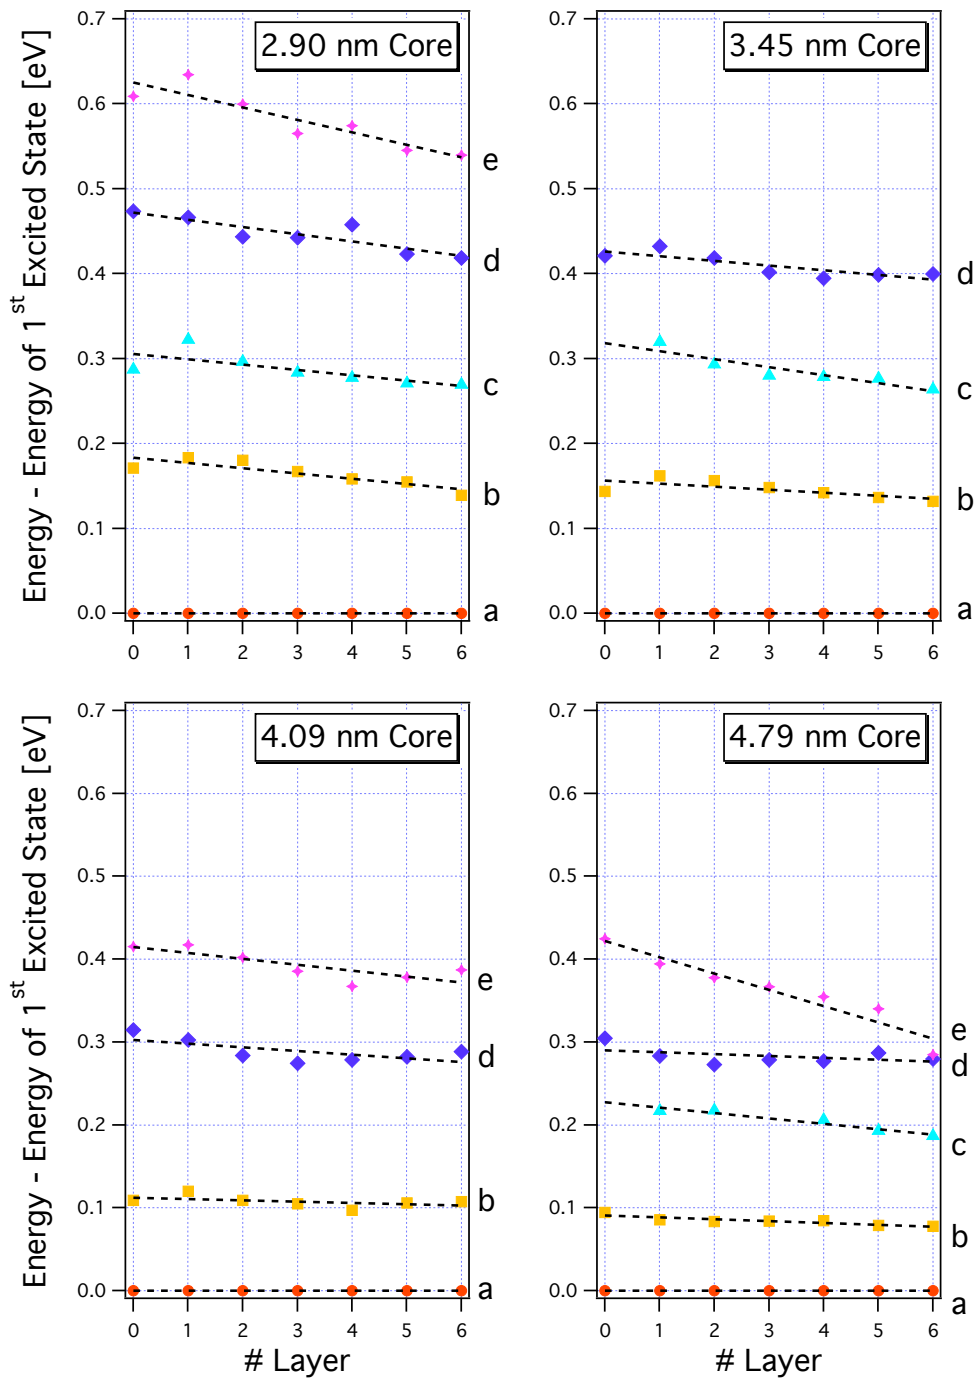 Energy - Energy of 1st Excited State [eV]
2.90 nm Core
0.7
0.6
0.5
0.4
0.3
0.2
0.1
0.0
e
d
c
b
a
0 1 2 3 4 5 6
3.45 nm Core
0.7
0.6
0.5
0.4
0.3
0.2
0.1
0.0
d
c
b
a
0 1 2 3 4 5 6
Energy - Energy of 1st Excited State [eV]
4.09 nm Core
0.7
0.6
0.5
0.4
0.3
0.2
0.1
0.0
e
d
b
a
0 1 2 3 4 5 6
# Layer
4.79 nm Core
0.7
0.6
0.5
0.4
0.3
0.2
0.1
0.0
e
d
c
b
a
0 1 2 3 4 5 6
# Layer